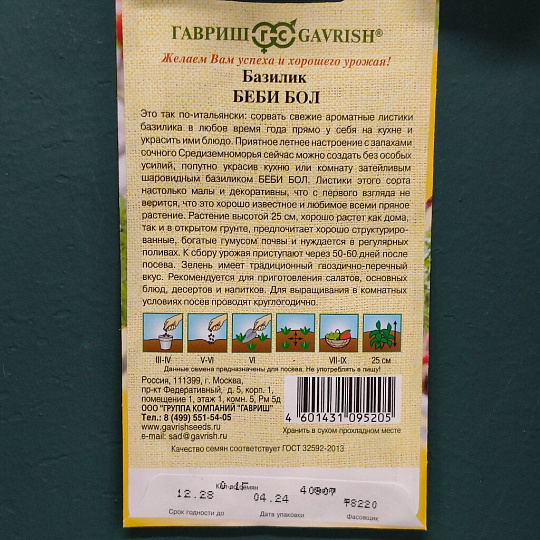 ГАВРИШ GAVRISH®
Желаем Вам успеха и хорошего урожая!
Базилик
БЕБИ БОЛ
Это так по-итальянски: сорвать свежие ароматные листики
базилика в любое время года прямо у себя на кухне и
украсить ими блюдо. Приятное летнее настроение с запахами
сочного Средиземноморья сейчас можно создать без особых
усилий, попутно украсив кухню или комнату затейливым
шаровидным базиликом БЕБИ БОЛ. Листики этого сорта
настолько малы и декоративны, что с первого взгляда не
верится, что это хорошо известное и любимое всеми пряное
растение. Растение высотой 25 см, хорошо растет как дома,
так и в открытом грунте, предпочитает хорошо структуриро-
ванные, богатые гумусом почвы и нуждается в регулярных
поливах. К сбору урожая приступают через 50-60 дней после
посева. Зелень имеет традиционный гвоздично-перечный
вкус. Рекомендуется для приготовления салатов, основных
блюд, десертов и напитков. Для выращивания в комнатных
условиях посев проводят круглогодично.
III-IV V-VI VI - VII-IX 25 см
Данные семена предназначены для посева. Не употреблять в пищу!
Россия, 111399, г. Москва,
пр-кт Федеративный, д. 5, корп. 1,
помещение 1, этаж 1, комн. 5, Рм 5д
ООО "ГРУППА КОМПАНИЙ "ГАВРИШ"
Тел.: 8 (499) 551-54-05
www.gavrishseeds.ru
e-mail: sad@gavrish.ru
4 601431 095205
Хранить в сухом прохладном месте
Качество семян соответствует ГОСТ 32592-2013
12.28 04.24 ₸8220
Срок годности до Дата упаковки Фасовщик